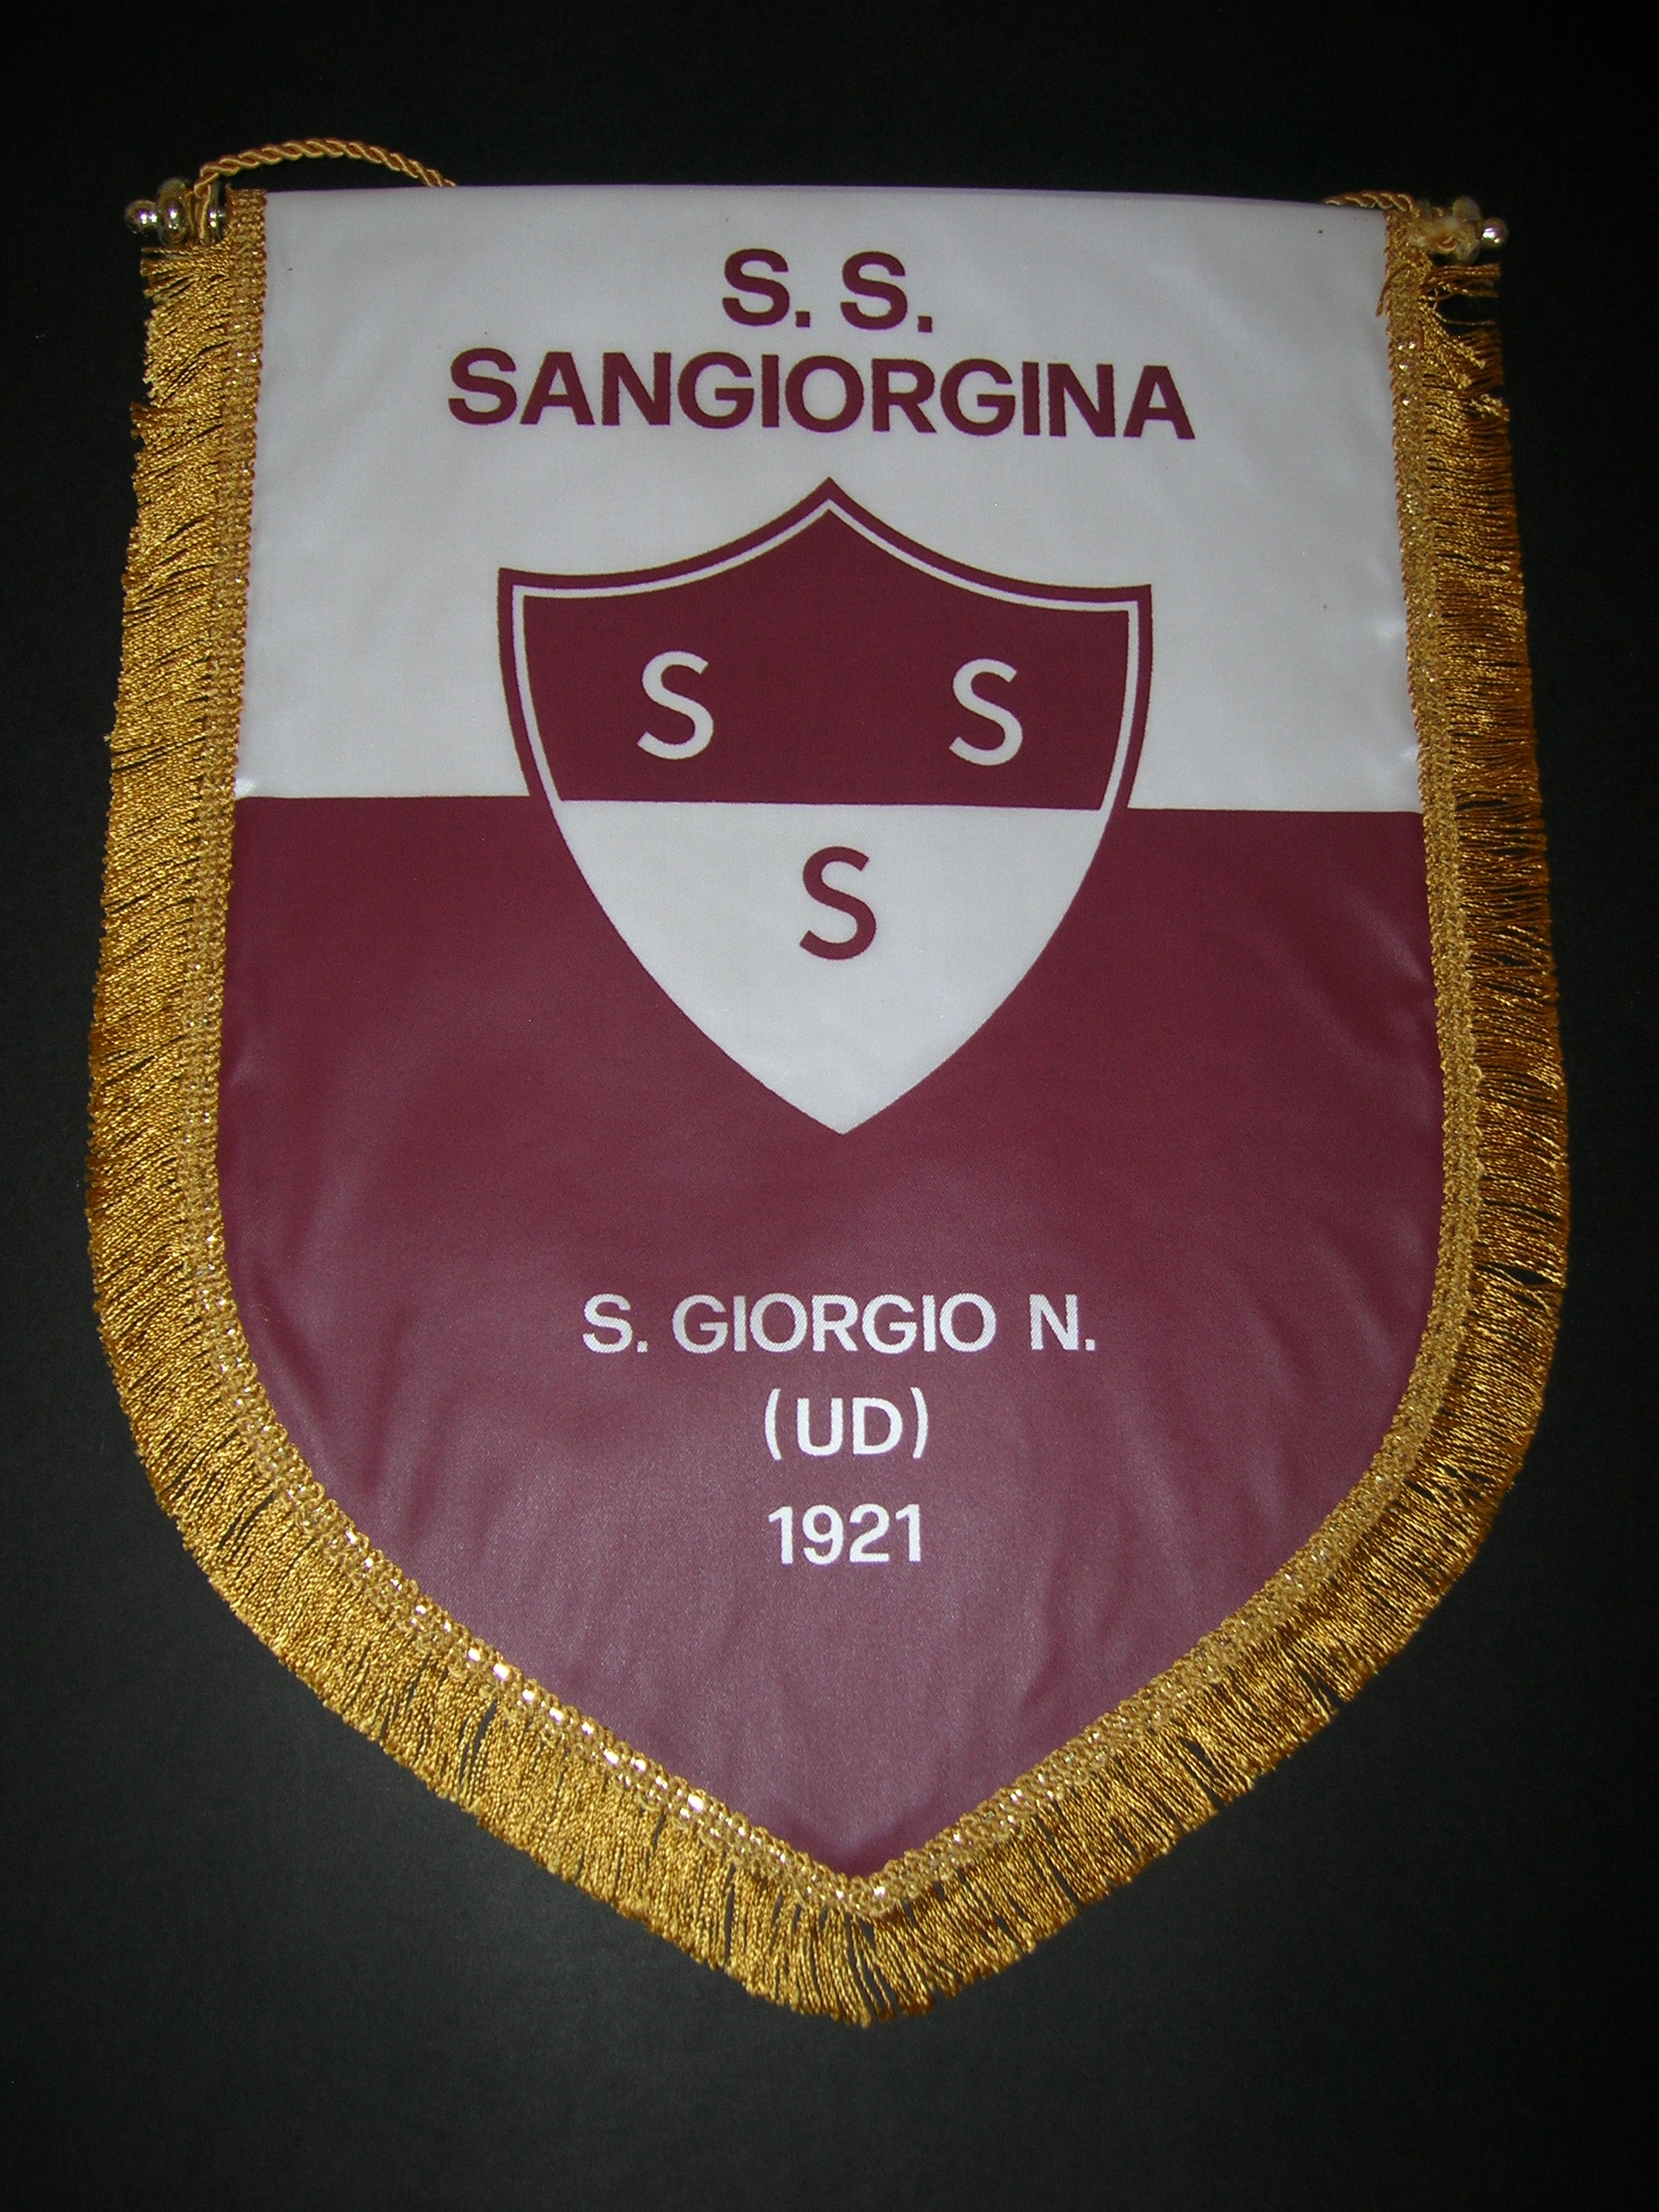 S. S.
SANGIORGINA
S S
S
S. GIORGIO N.
(UD)
1921